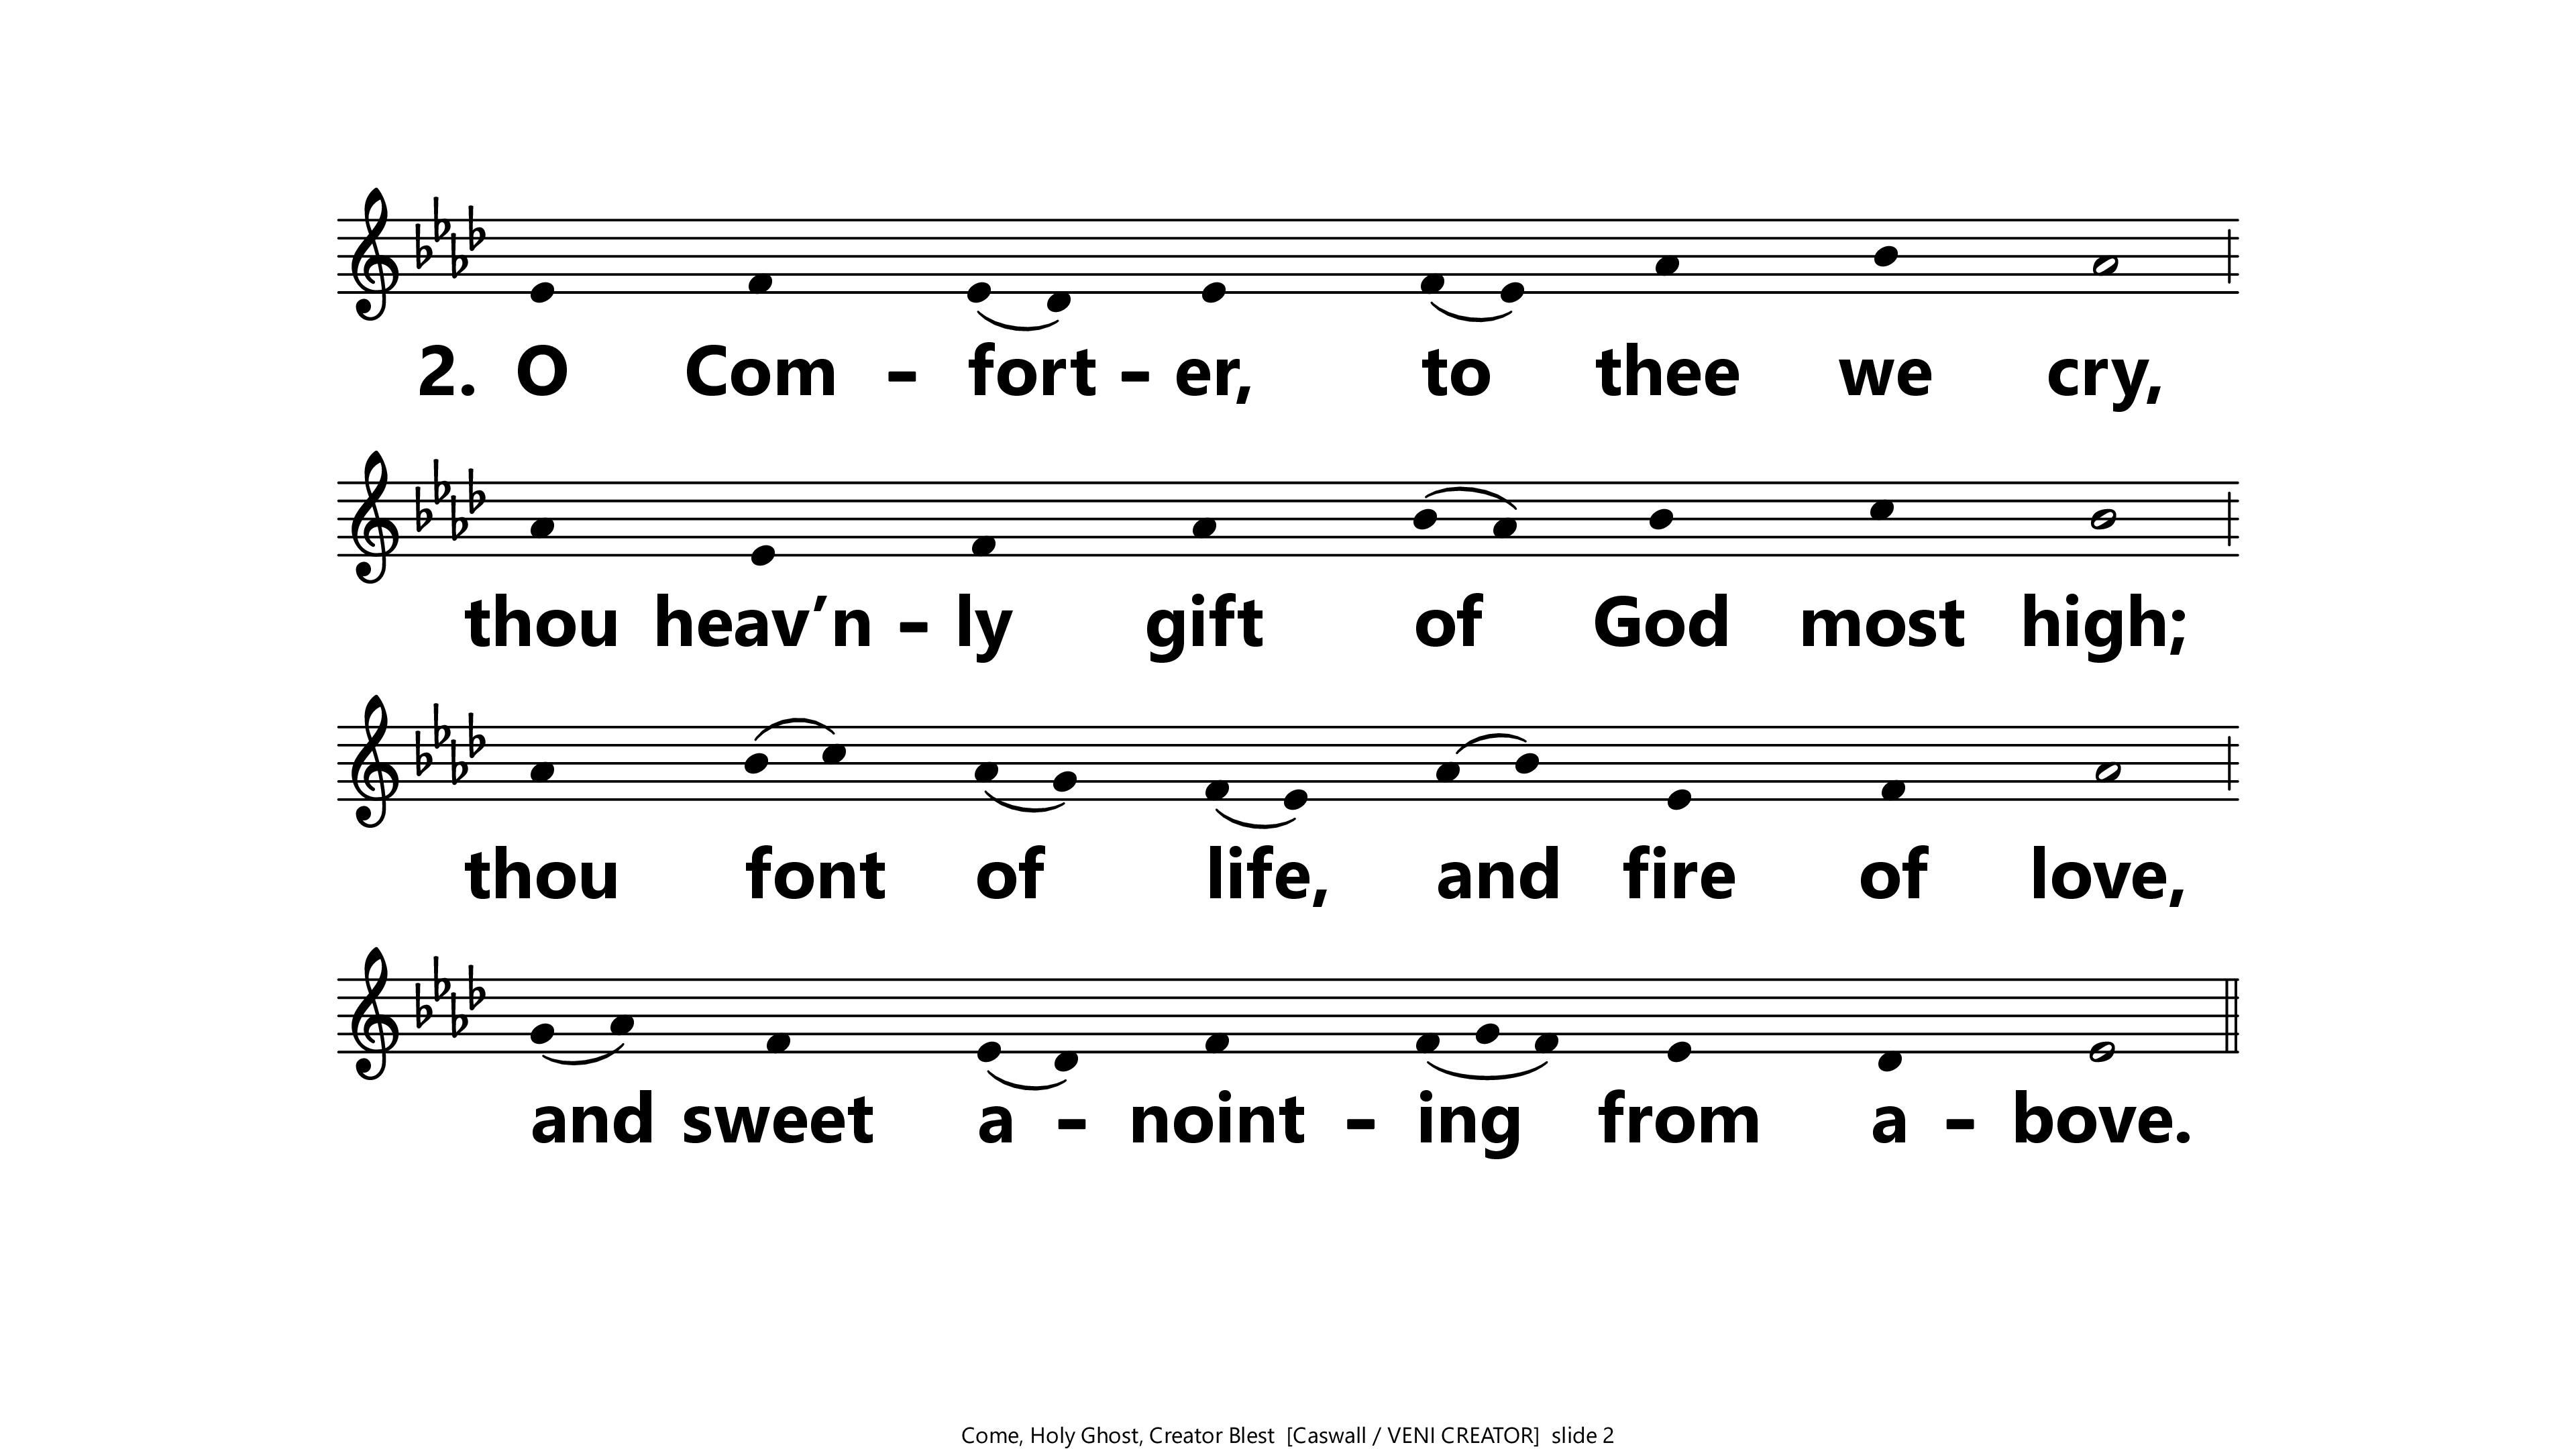 2. O Com - fort - er, to thee we cry,
thou heav’n - ly gift of God most high;
thou font of life, and fire of love,
and sweet a - noint - ing from a - bove.
Come, Holy Ghost, Creator Blest [Caswall / VENI CREATOR] slide 2